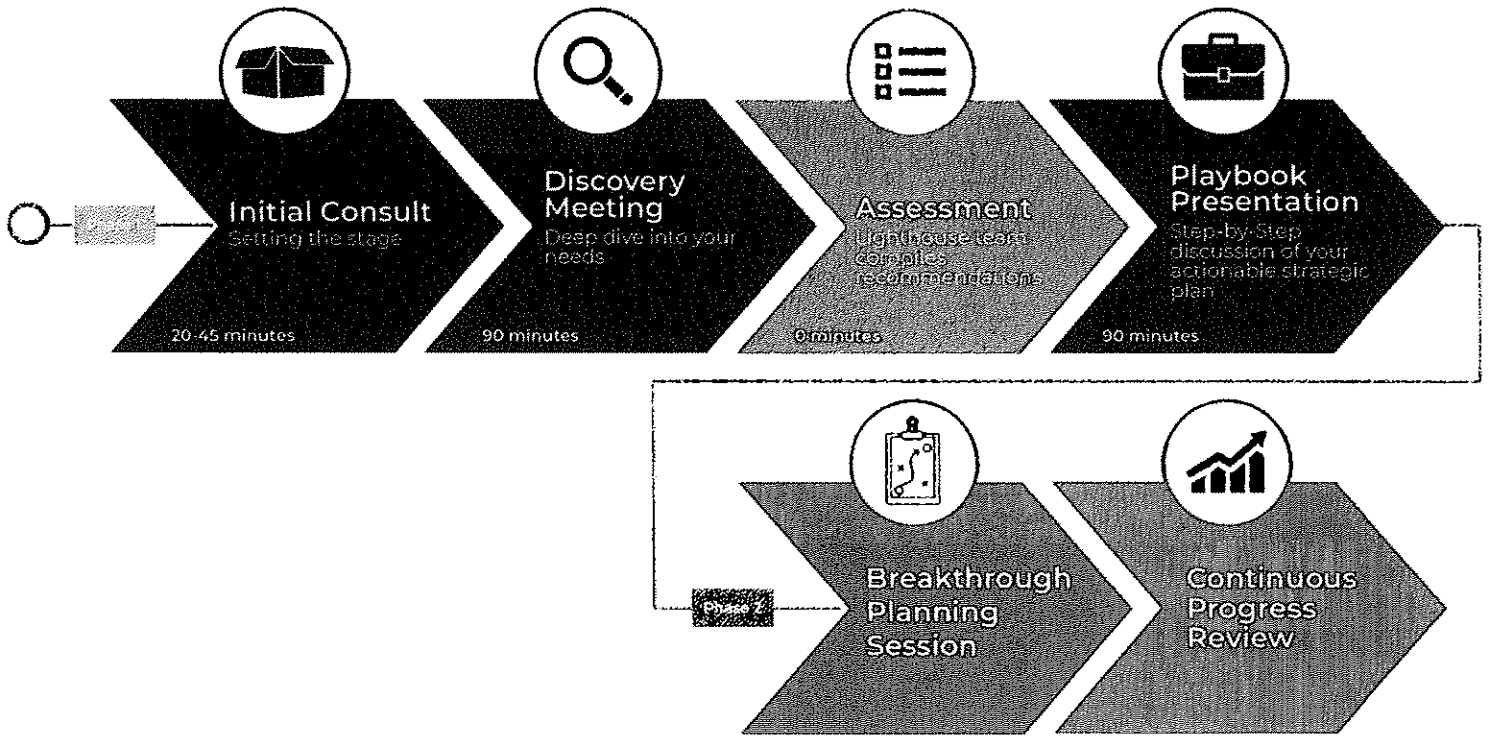 Initial Consult
Setting the stage
20-45 minutes
Discovery
Meeting
Deep dive into your
needs
90 minutes
Assessment
Lighthouse team
compiles
recommendations
0 minutes
Playbook
Presentation
Step-by-Step
discussion of your
actionable strategic
plan
90 minutes
Phase 2
Breakthrough
Planning
Session
Continuous
Progress
Review